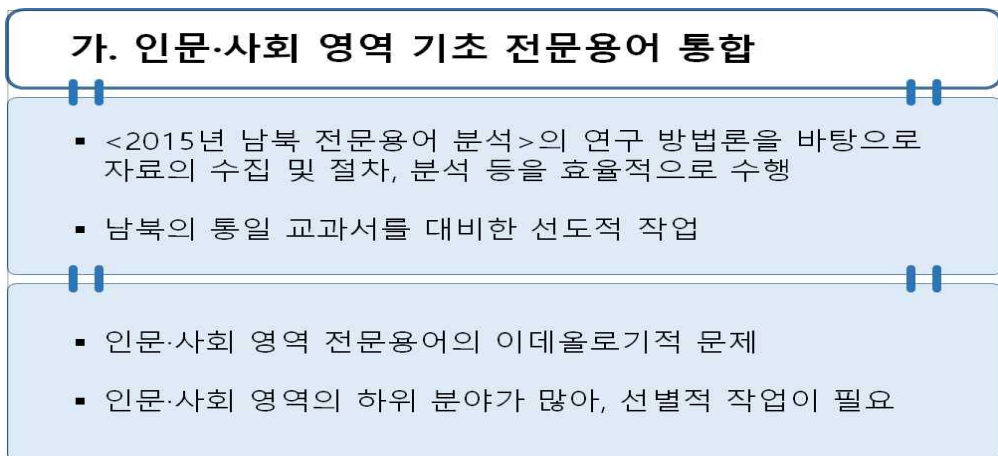 가. 인문·사회 영역 기초 전문용어 통합
▪ <2015년 남북 전문용어 분석>의 연구 방법론을 바탕으로
자료의 수집 및 절차, 분석 등을 효율적으로 수행
▪ 남북의 통일 교과서를 대비한 선도적 작업
▪ 인문·사회 영역 전문용어의 이데올로기적 문제
▪ 인문·사회 영역의 하위 분야가 많아, 선별적 작업이 필요